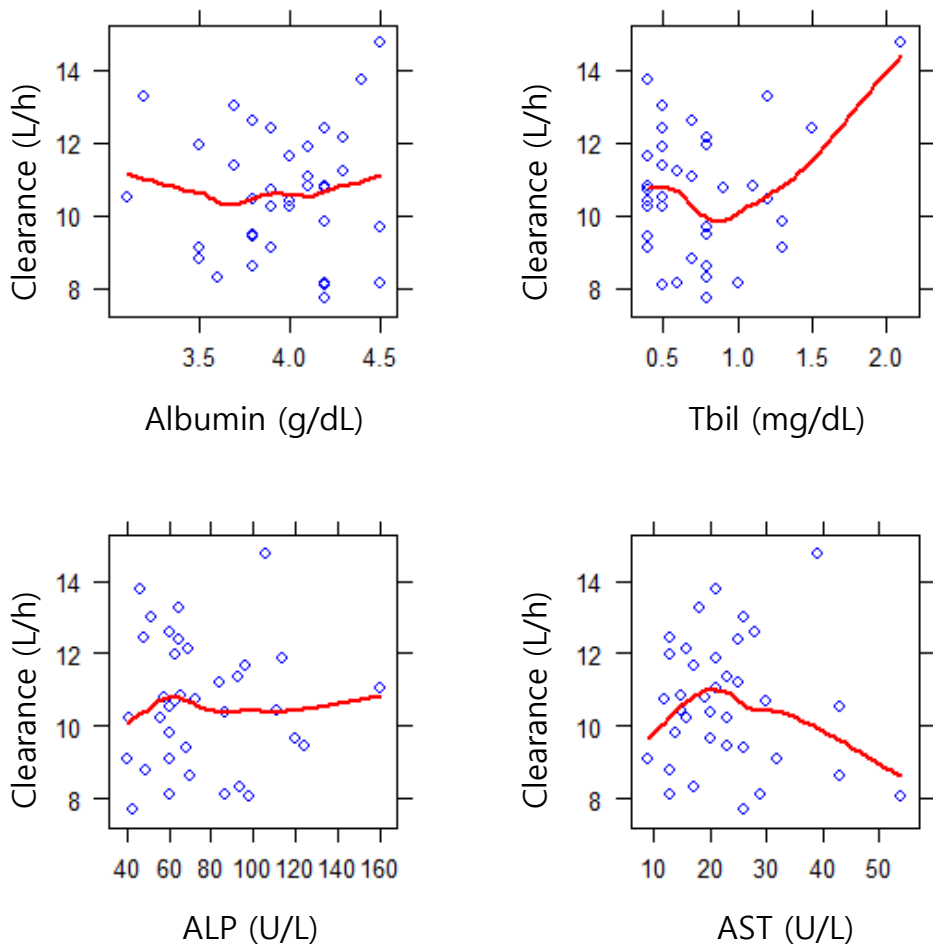 Clearance (L/h)
14
12
10
8
3.5 4.0 4.5
Albumin (g/dL)
Clearance (L/h)
14
12
10
8
0.5 1.0 1.5 2.0
Tbil (mg/dL)
Clearance (L/h)
14
12
10
8
40 60 80 100 120 140 160
ALP (U/L)
Clearance (L/h)
14
12
10
8
10 20 30 40 50
AST (U/L)